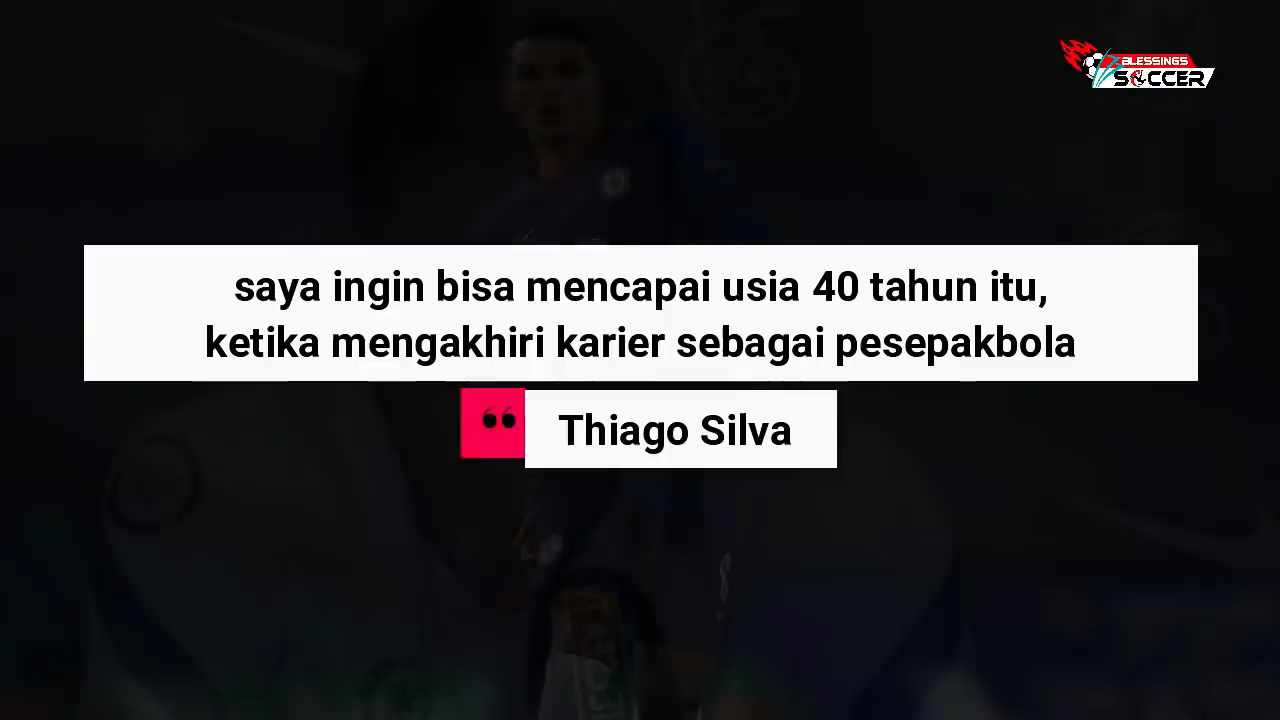 BLESSINGS
SOCCER
saya ingin bisa mencapai usia 40 tahun itu,
ketika mengakhiri karier sebagai pesepakbola
❝ Thiago Silva